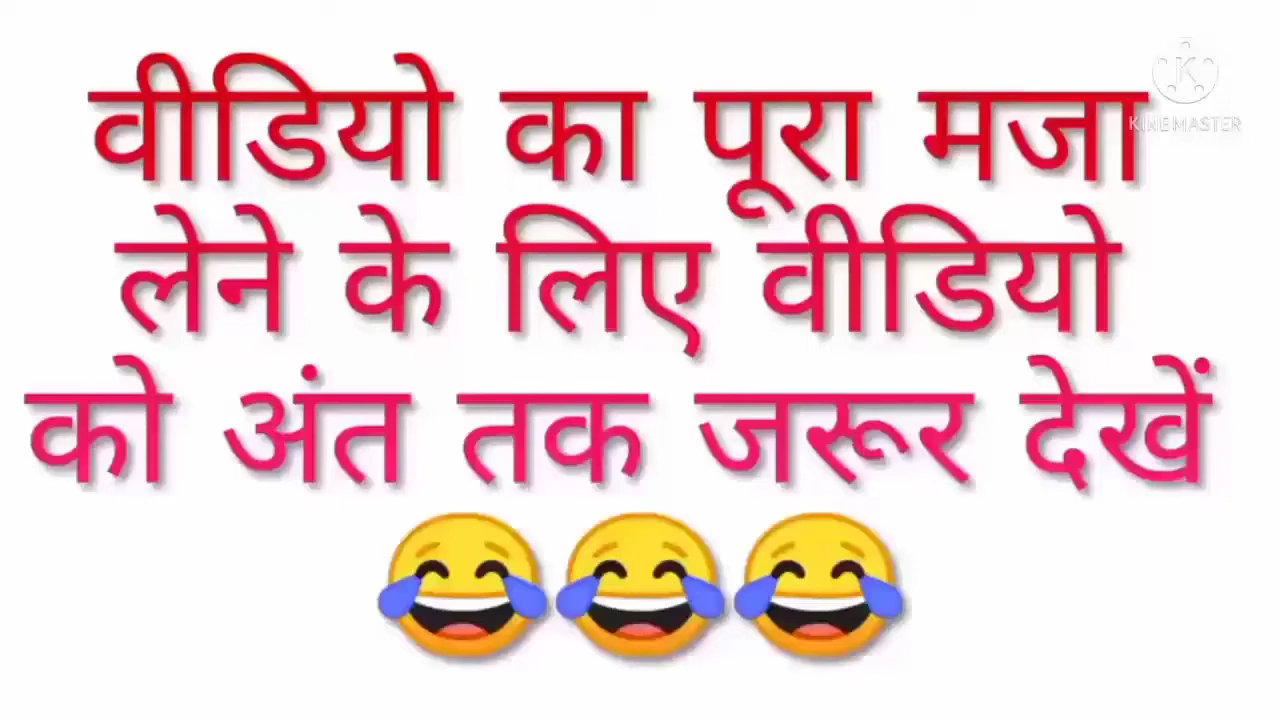 वीडियो का पूरा मजा
KINEMASTER
लेने के लिए वीडियो
को अंत तक जरूर देखें